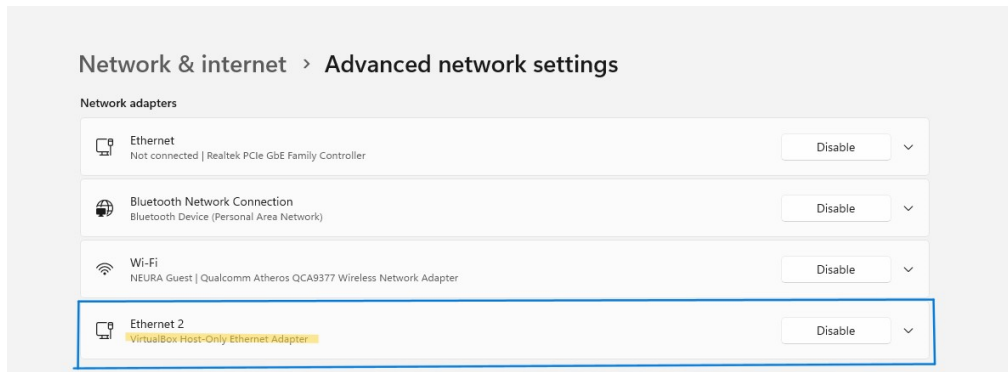 Network & internet > Advanced network settings
Network adapters
Ethernet
Not connected | Realtek PCIe GbE Family Controller
Disable
Bluetooth Network Connection
Bluetooth Device (Personal Area Network)
Disable
Wi-Fi
NEURA Guest | Qualcomm Atheros QCA9377 Wireless Network Adapter
Disable
Ethernet 2
VirtualBox Host-Only Ethernet Adapter
Disable